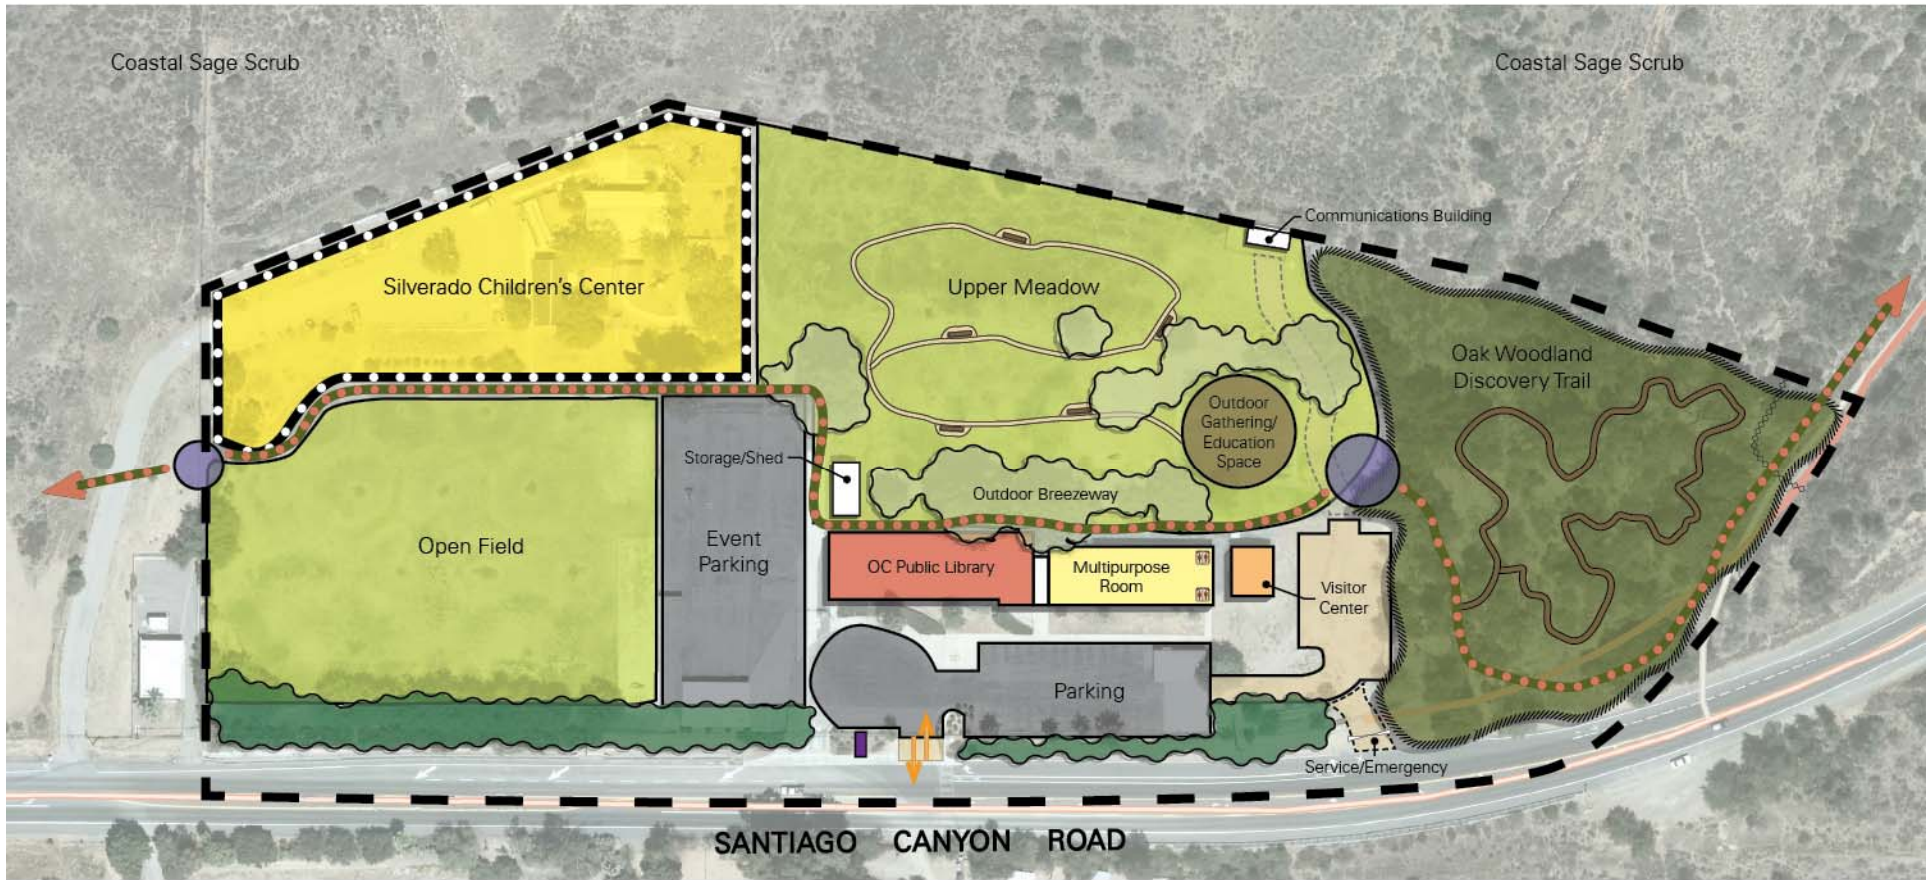 Coastal Sage Scrub
Coastal Sage Scrub
Communications Building
Silverado Children's Center
Upper Meadow
Oak Woodland
Discovery Trail
Outdoor
Gathering/
Education
Space
Storage/Shed
Outdoor Breezeway
Open Field
Event
Parking
OC Public Library
Multipurpose
Room
Visitor
Center
Parking
Service/Emergency
SANTIAGO CANYON ROAD